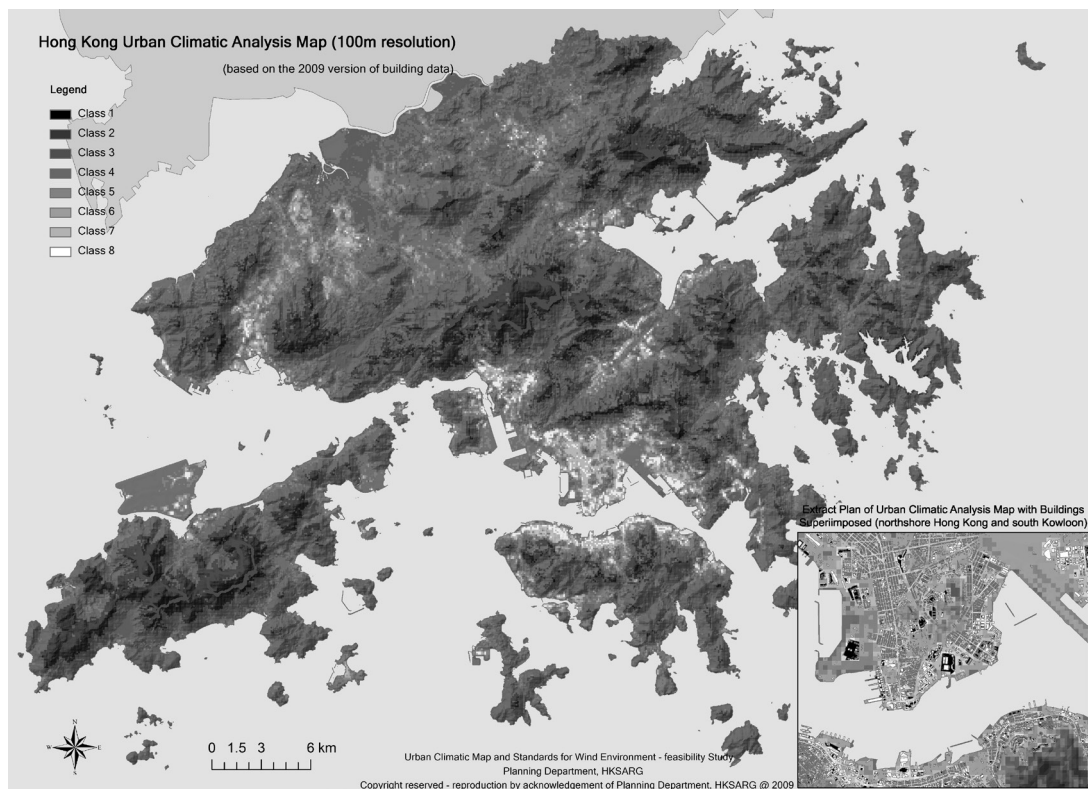 Hong Kong Urban Climatic Analysis Map (100m resolution)
(based on the 2009 version of building data)
Legend
Class 1
Class 2
Class 3
Class 4
Class 5
Class 6
Class 7
Class 8
Extract Plan of Urban Climatic Analysis Map with Buildings
Superiimposed (northshore Hong Kong and south Kowloon)
N
W
E
S
0 1.5 3 6 km
Urban Climatic Map and Standards for Wind Environment - feasibility Study
Planning Department, HKSARG
Copyright reserved - reproduction by acknowledgement of Planning Department, HKSARG @ 2009